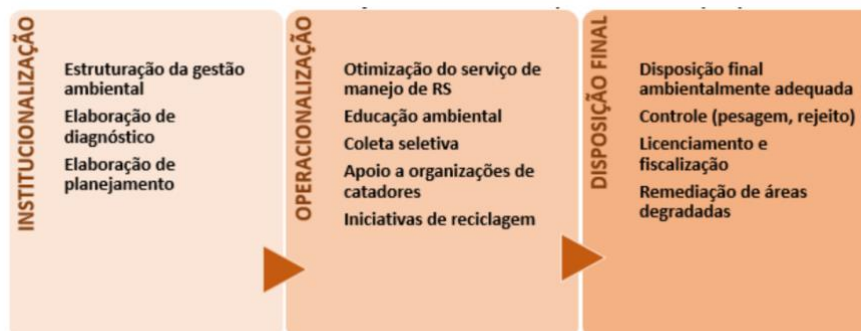 INSTITUCIONALIZAÇÃO
Estruturação da gestão
ambiental
Elaboração de
diagnóstico
Elaboração de
planejamento
OPERACIONALIZAÇÃO
Otimização do serviço de
manejo de RS
Educação ambiental
Coleta seletiva
Apoio a organizações de
catadores
Iniciativas de reciclagem
DISPOSIÇÃO FINAL
Disposição final
ambientalmente adequada
Controle (pesagem, rejeito)
Licenciamento e
fiscalização
Remediação de áreas
degradadas